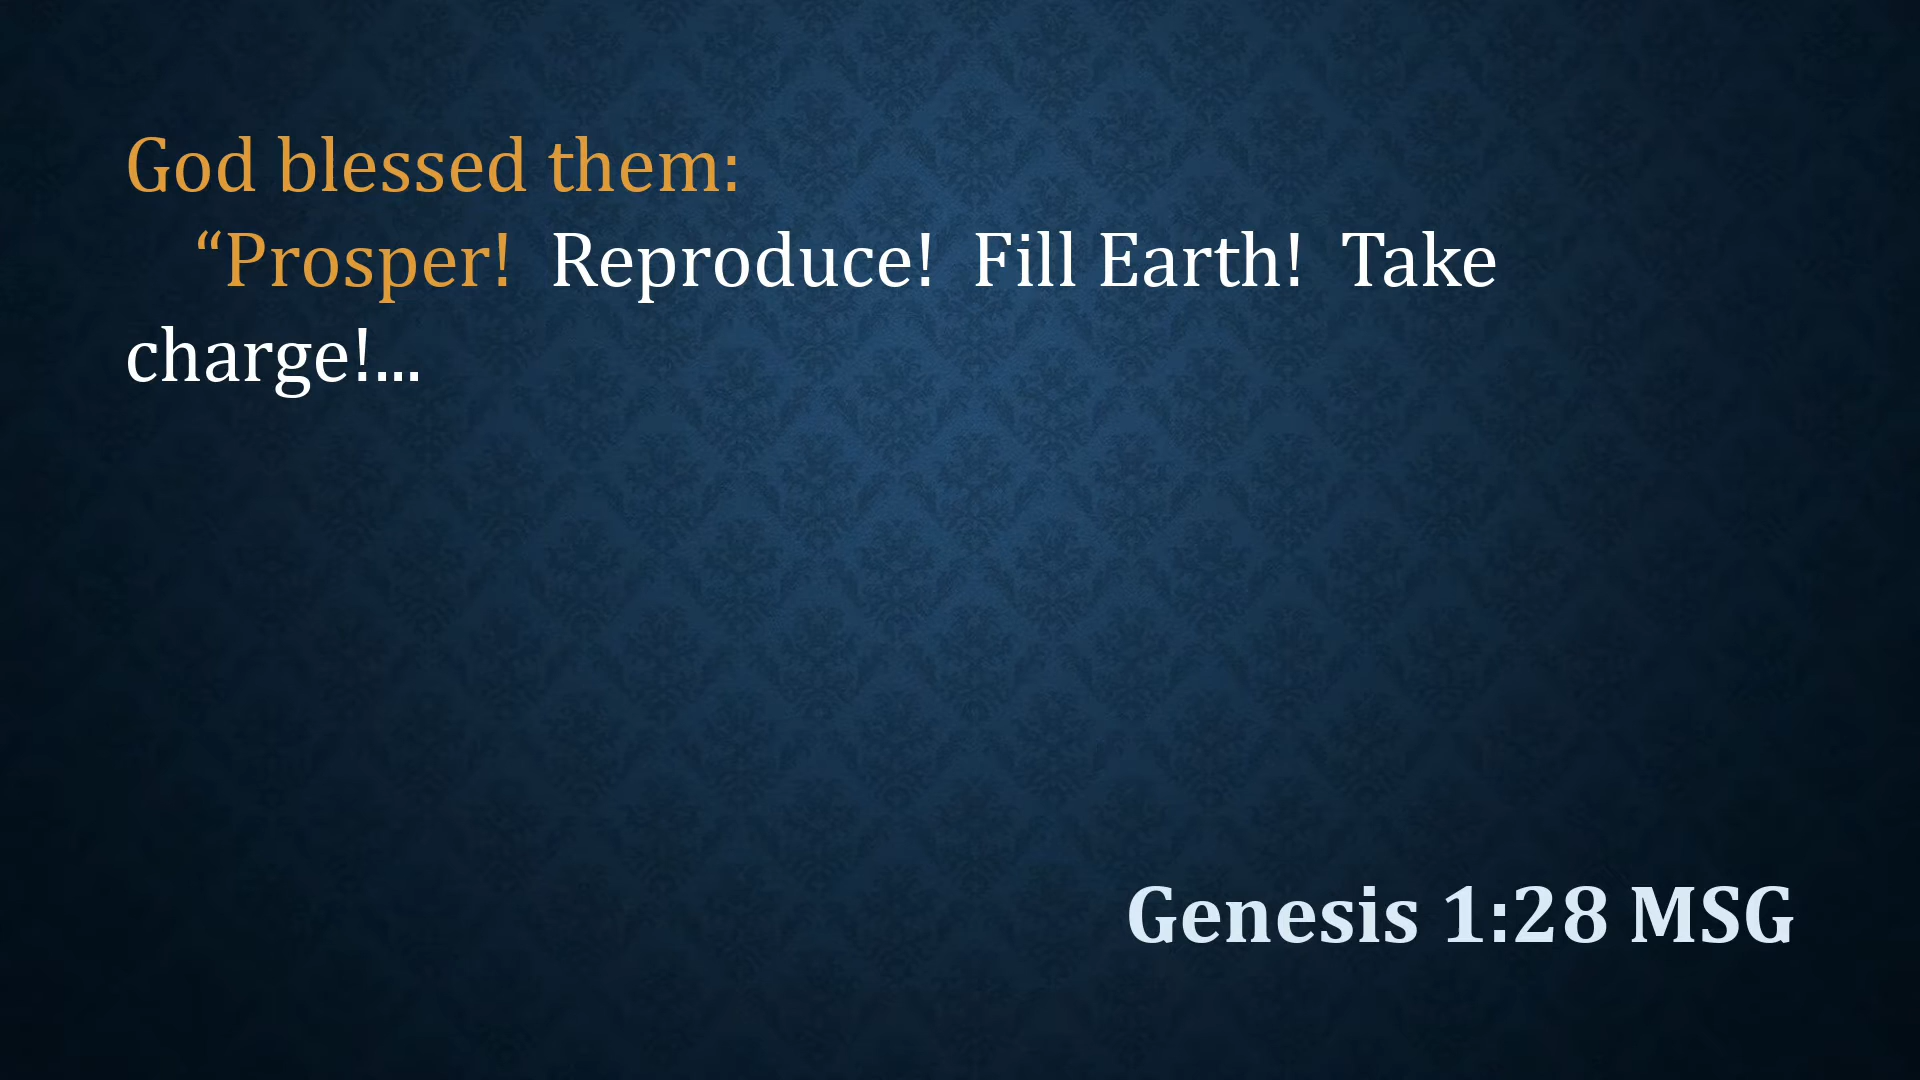 God blessed them:
“Prosper!  Reproduce!  Fill Earth!  Take
charge!...
Genesis 1:28 MSG